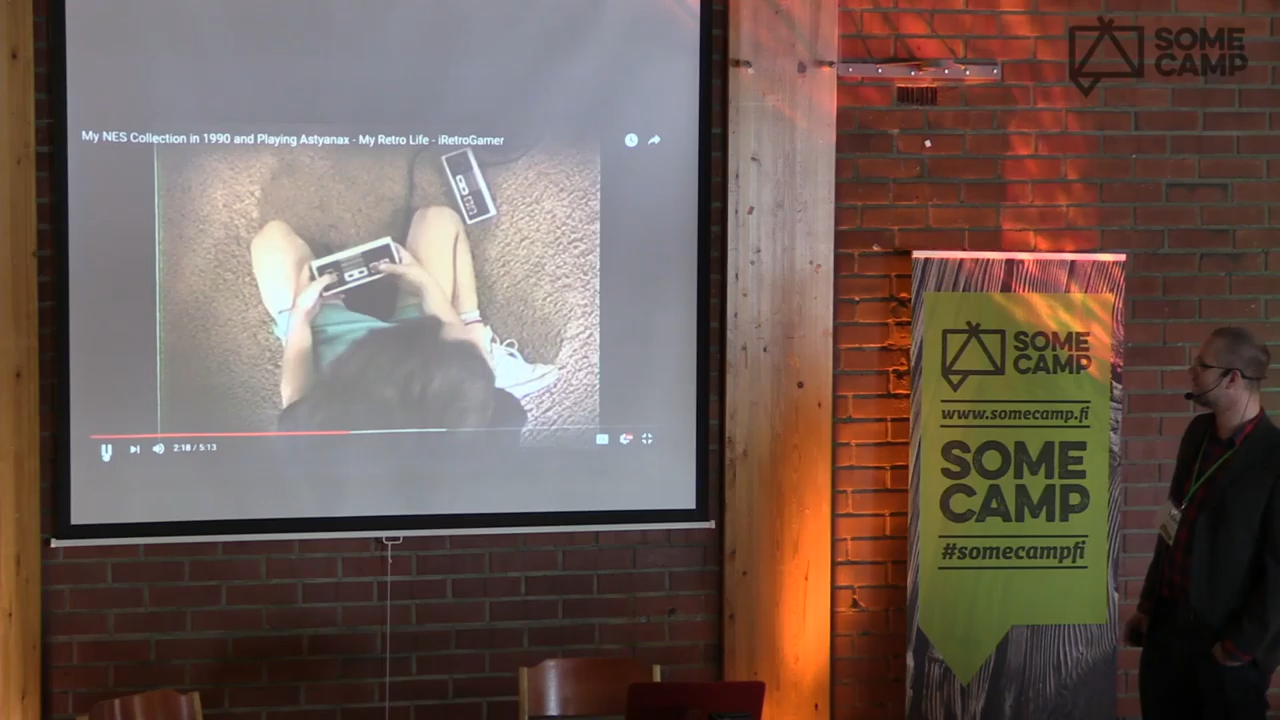 My NES Collection in 1990 and Playing Astyanax - My Retro Life - iRetroGamer
2:18 / 5:13
SOME
CAMP
SOME
CAMP
www.somecamp.fi
SOME
CAMP
#somecampfi